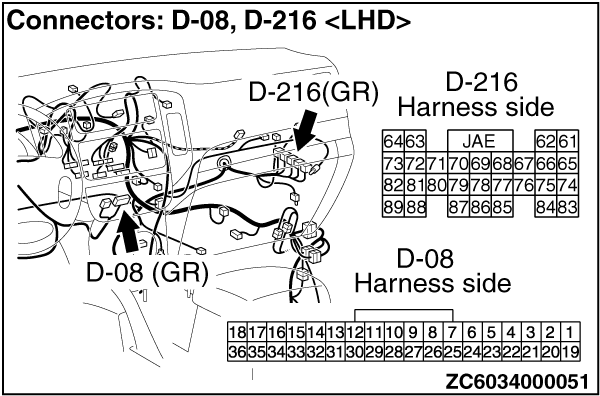 Connectors: D-08, D-216 <LHD>
D-216(GR)
D-216
Harness side
64 63 JAE 62 61
73 72 71 70 69 68 67 66 65
82 81 80 79 78 77 76 75 74
89 88 87 86 85 84 83
D-08 (GR)
D-08
Harness side
18 17 16 15 14 13 12 11 10 9 8 7 6 5 4 3 2 1
36 35 34 33 32 31 30 29 28 27 26 25 24 23 22 21 20 19
ZC6034000051